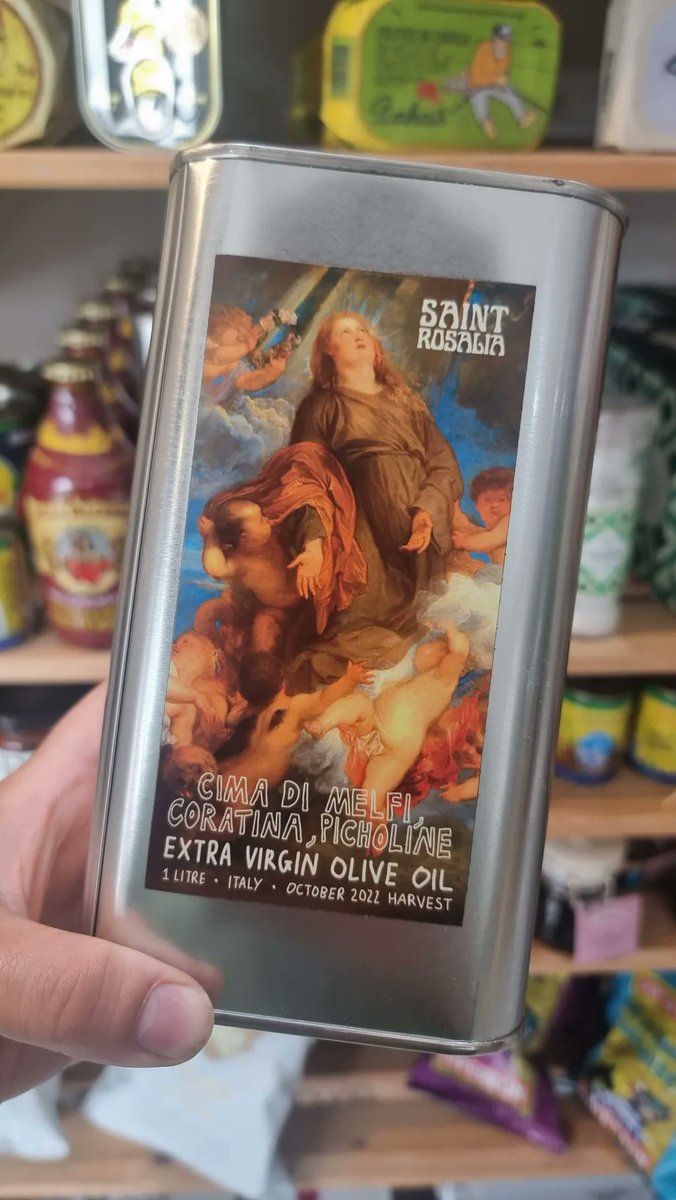 SAINT
ROSALIA
CIMA DI MELFI,
CORATINA, PICHOLINE
EXTRA VIRGIN OLIVE OIL
1 LITRE • ITALY • OCTOBER 2022 HARVEST